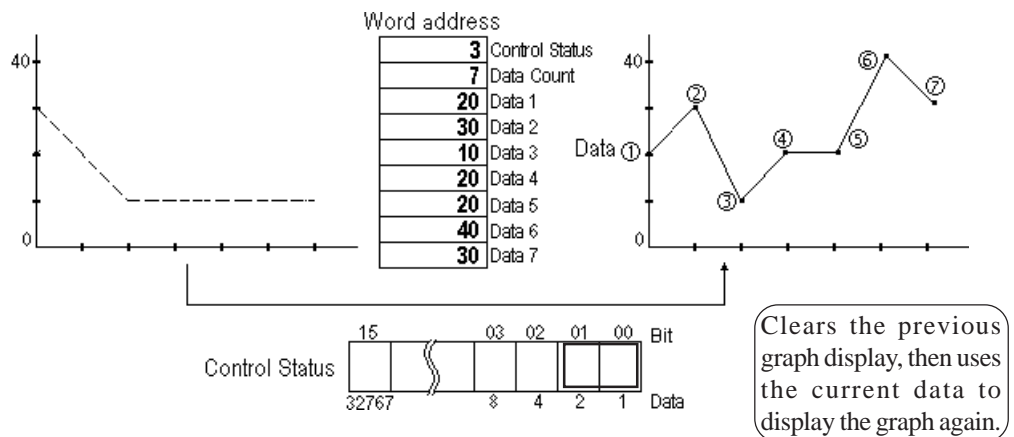 Word address
3 Control Status
7 Data Count
20 Data 1
30 Data 2
10 Data 3
20 Data 4
20 Data 5
40 Data 6
30 Data 7
40
0
40
Data ①
②
③
④
⑤
⑥
⑦
0
15 03 02 01 00 Bit
Control Status
32767 8 4 2 1 Data
Clears the previous
graph display, then uses
the current data to
display the graph again.